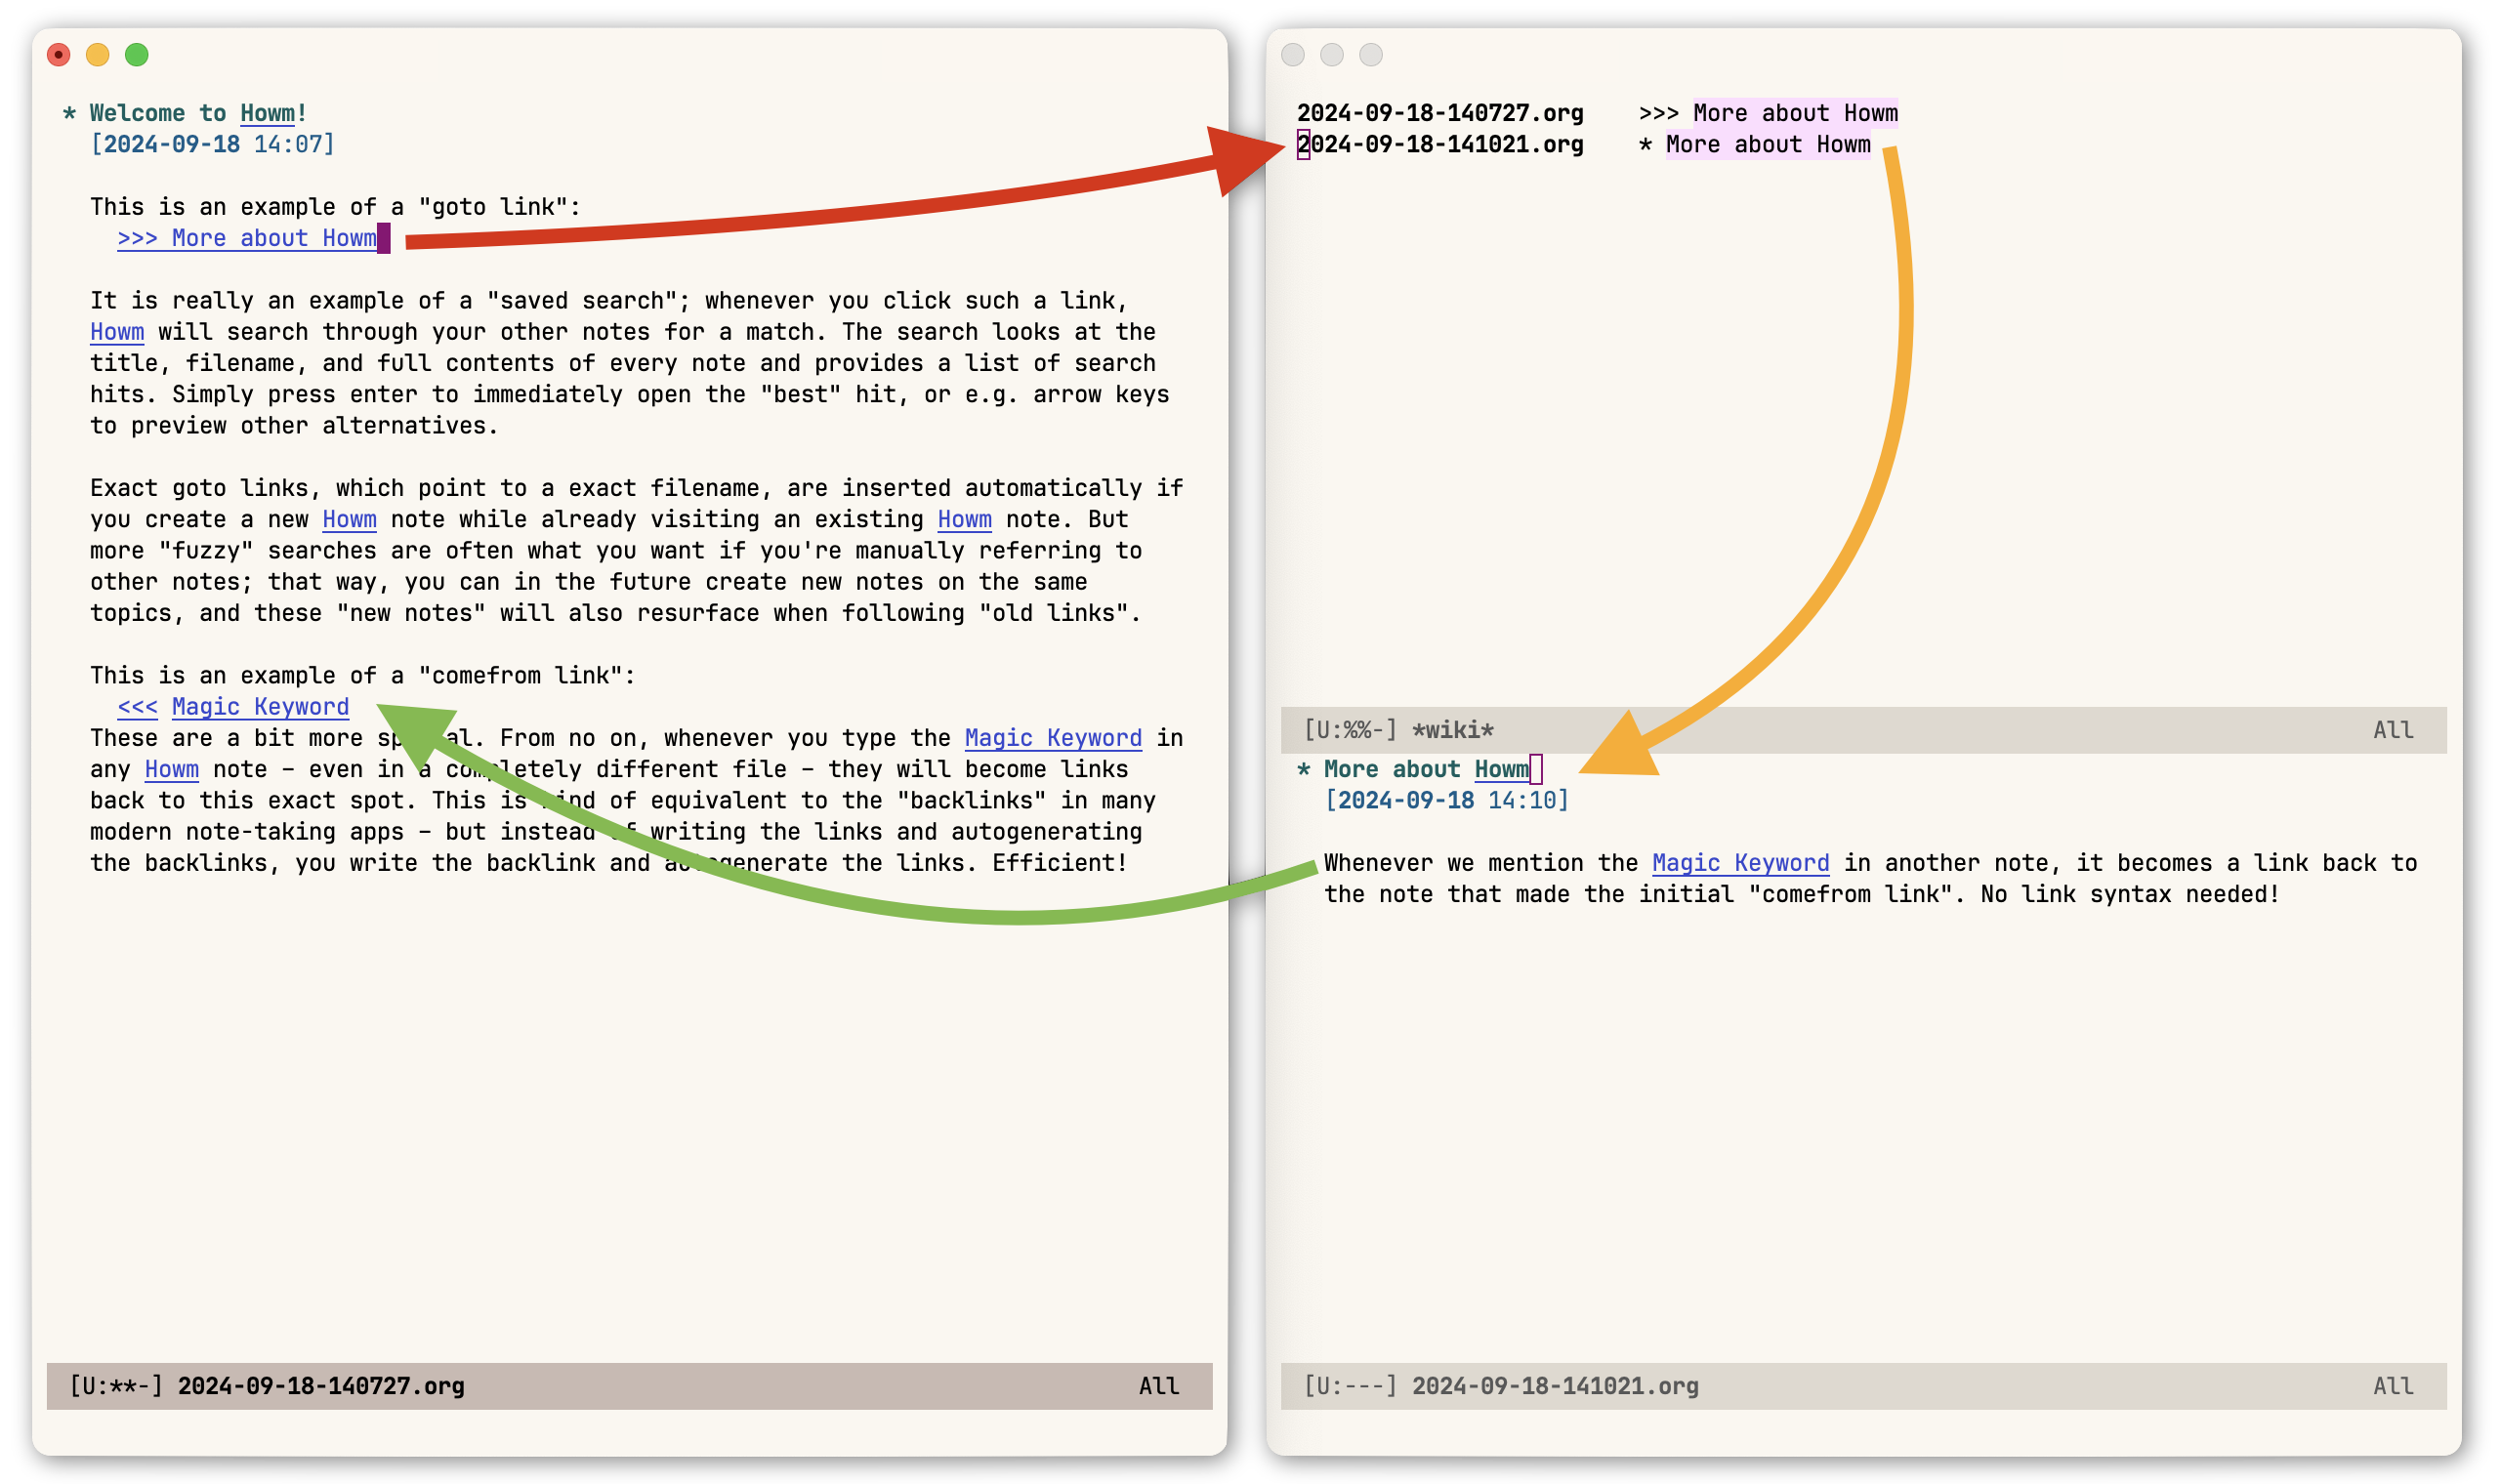 * Welcome to Howm!
[2024-09-18 14:07]
This is an example of a "goto link":
>>> More about Howm
It is really an example of a "saved search"; whenever you click such a link,
Howm will search through your other notes for a match. The search looks at the
title, filename, and full contents of every note and provides a list of search
hits. Simply press enter to immediately open the "best" hit, or e.g. arrow keys
to preview other alternatives.
Exact goto links, which point to a exact filename, are inserted automatically if
you create a new Howm note while already visiting an existing Howm note. But
more "fuzzy" searches are often what you want if you're manually referring to
other notes; that way, you can in the future create new notes on the same
topics, and these "new notes" will also resurface when following "old links".
This is an example of a "comefrom link":
<<< Magic Keyword
These are a bit more special. From no on, whenever you type the Magic Keyword in
any Howm note – even in a completely different file – they will become links
back to this exact spot. This is kind of equivalent to the "backlinks" in many
modern note-taking apps – but instead of writing the links and autogenerating
the backlinks, you write the backlink and autogenerate the links. Efficient!
[U:**-] 2024-09-18-140727.org All
2024-09-18-140727.org >>> More about Howm
2024-09-18-141021.org * More about Howm
[U:%%-] *wiki* All
* More about Howm
[2024-09-18 14:10]
Whenever we mention the Magic Keyword in another note, it becomes a link back to
the note that made the initial "comefrom link". No link syntax needed!
[U:---] 2024-09-18-141021.org All